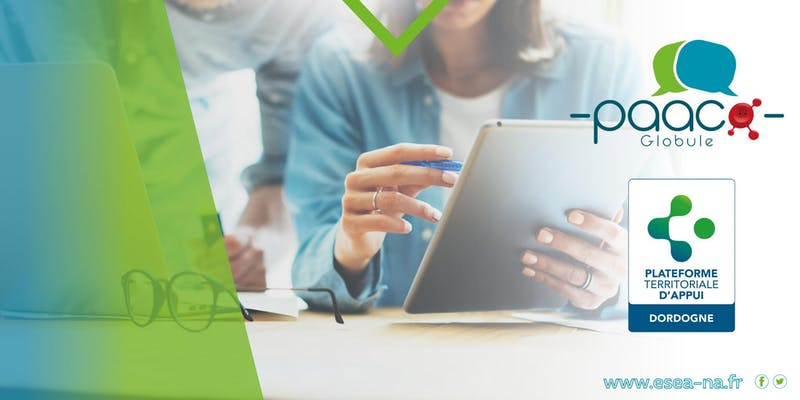 -paaco-
Globule
PLATEFORME
TERRITORIALE
D'APPUI
DORDOGNE
www.esea-na.fr